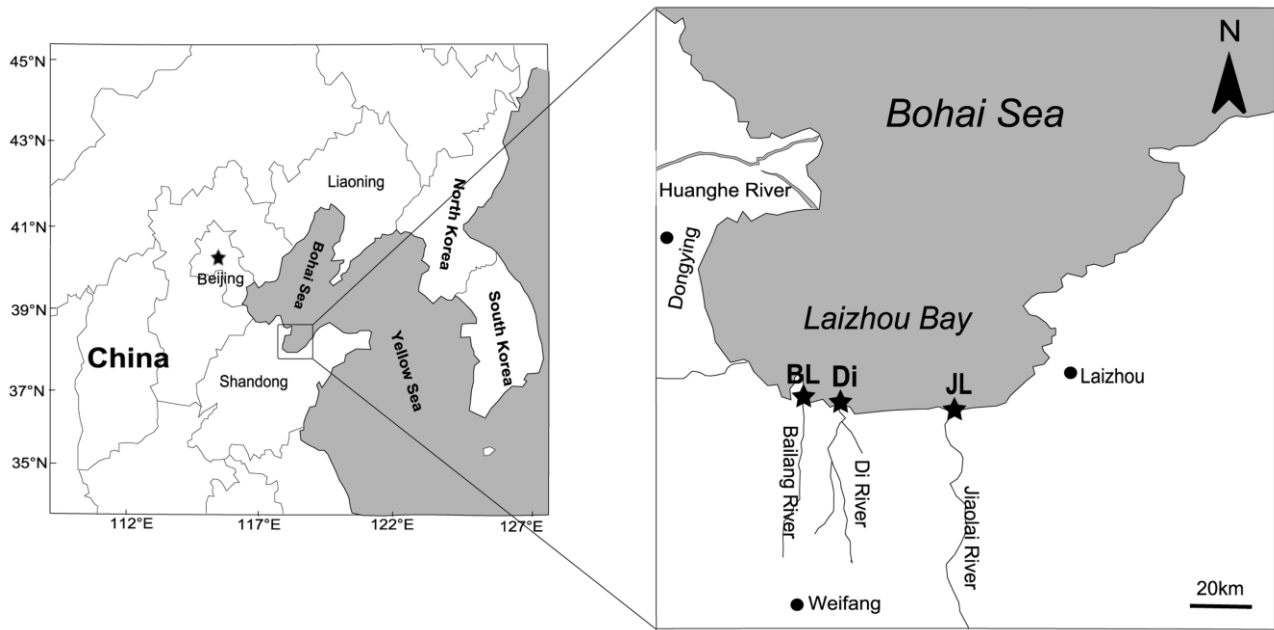 45°N
43°N
41°N
39°N
37°N
35°N
112°E
117°E
122°E
127°E
Liaoning
North Korea
Bohai Sea
Beijing
South Korea
China
Yellow Sea
Shandong
N
Bohai Sea
Huanghe River
Dongying
Laizhou Bay
BL
Di
JL
Laizhou
Bailang River
Di River
Jiaolai River
20km
Weifang